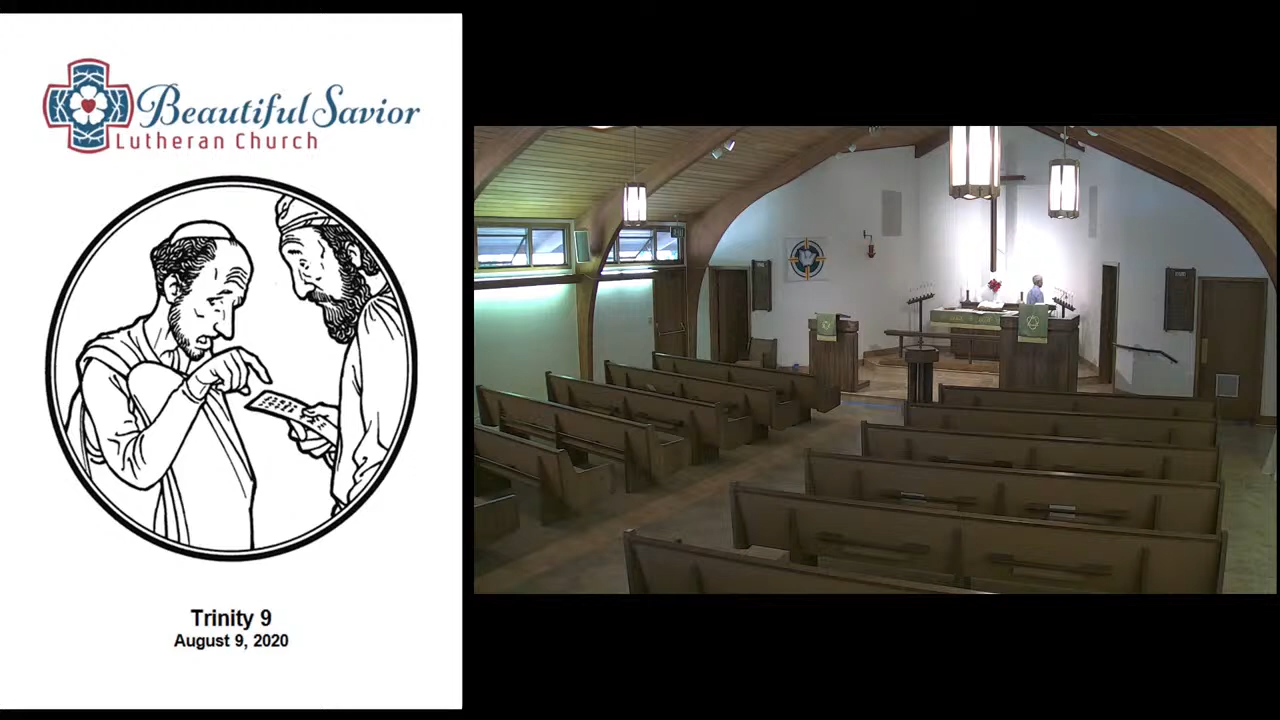 Beautiful Savior
Lutheran Church
Trinity 9
August 9, 2020